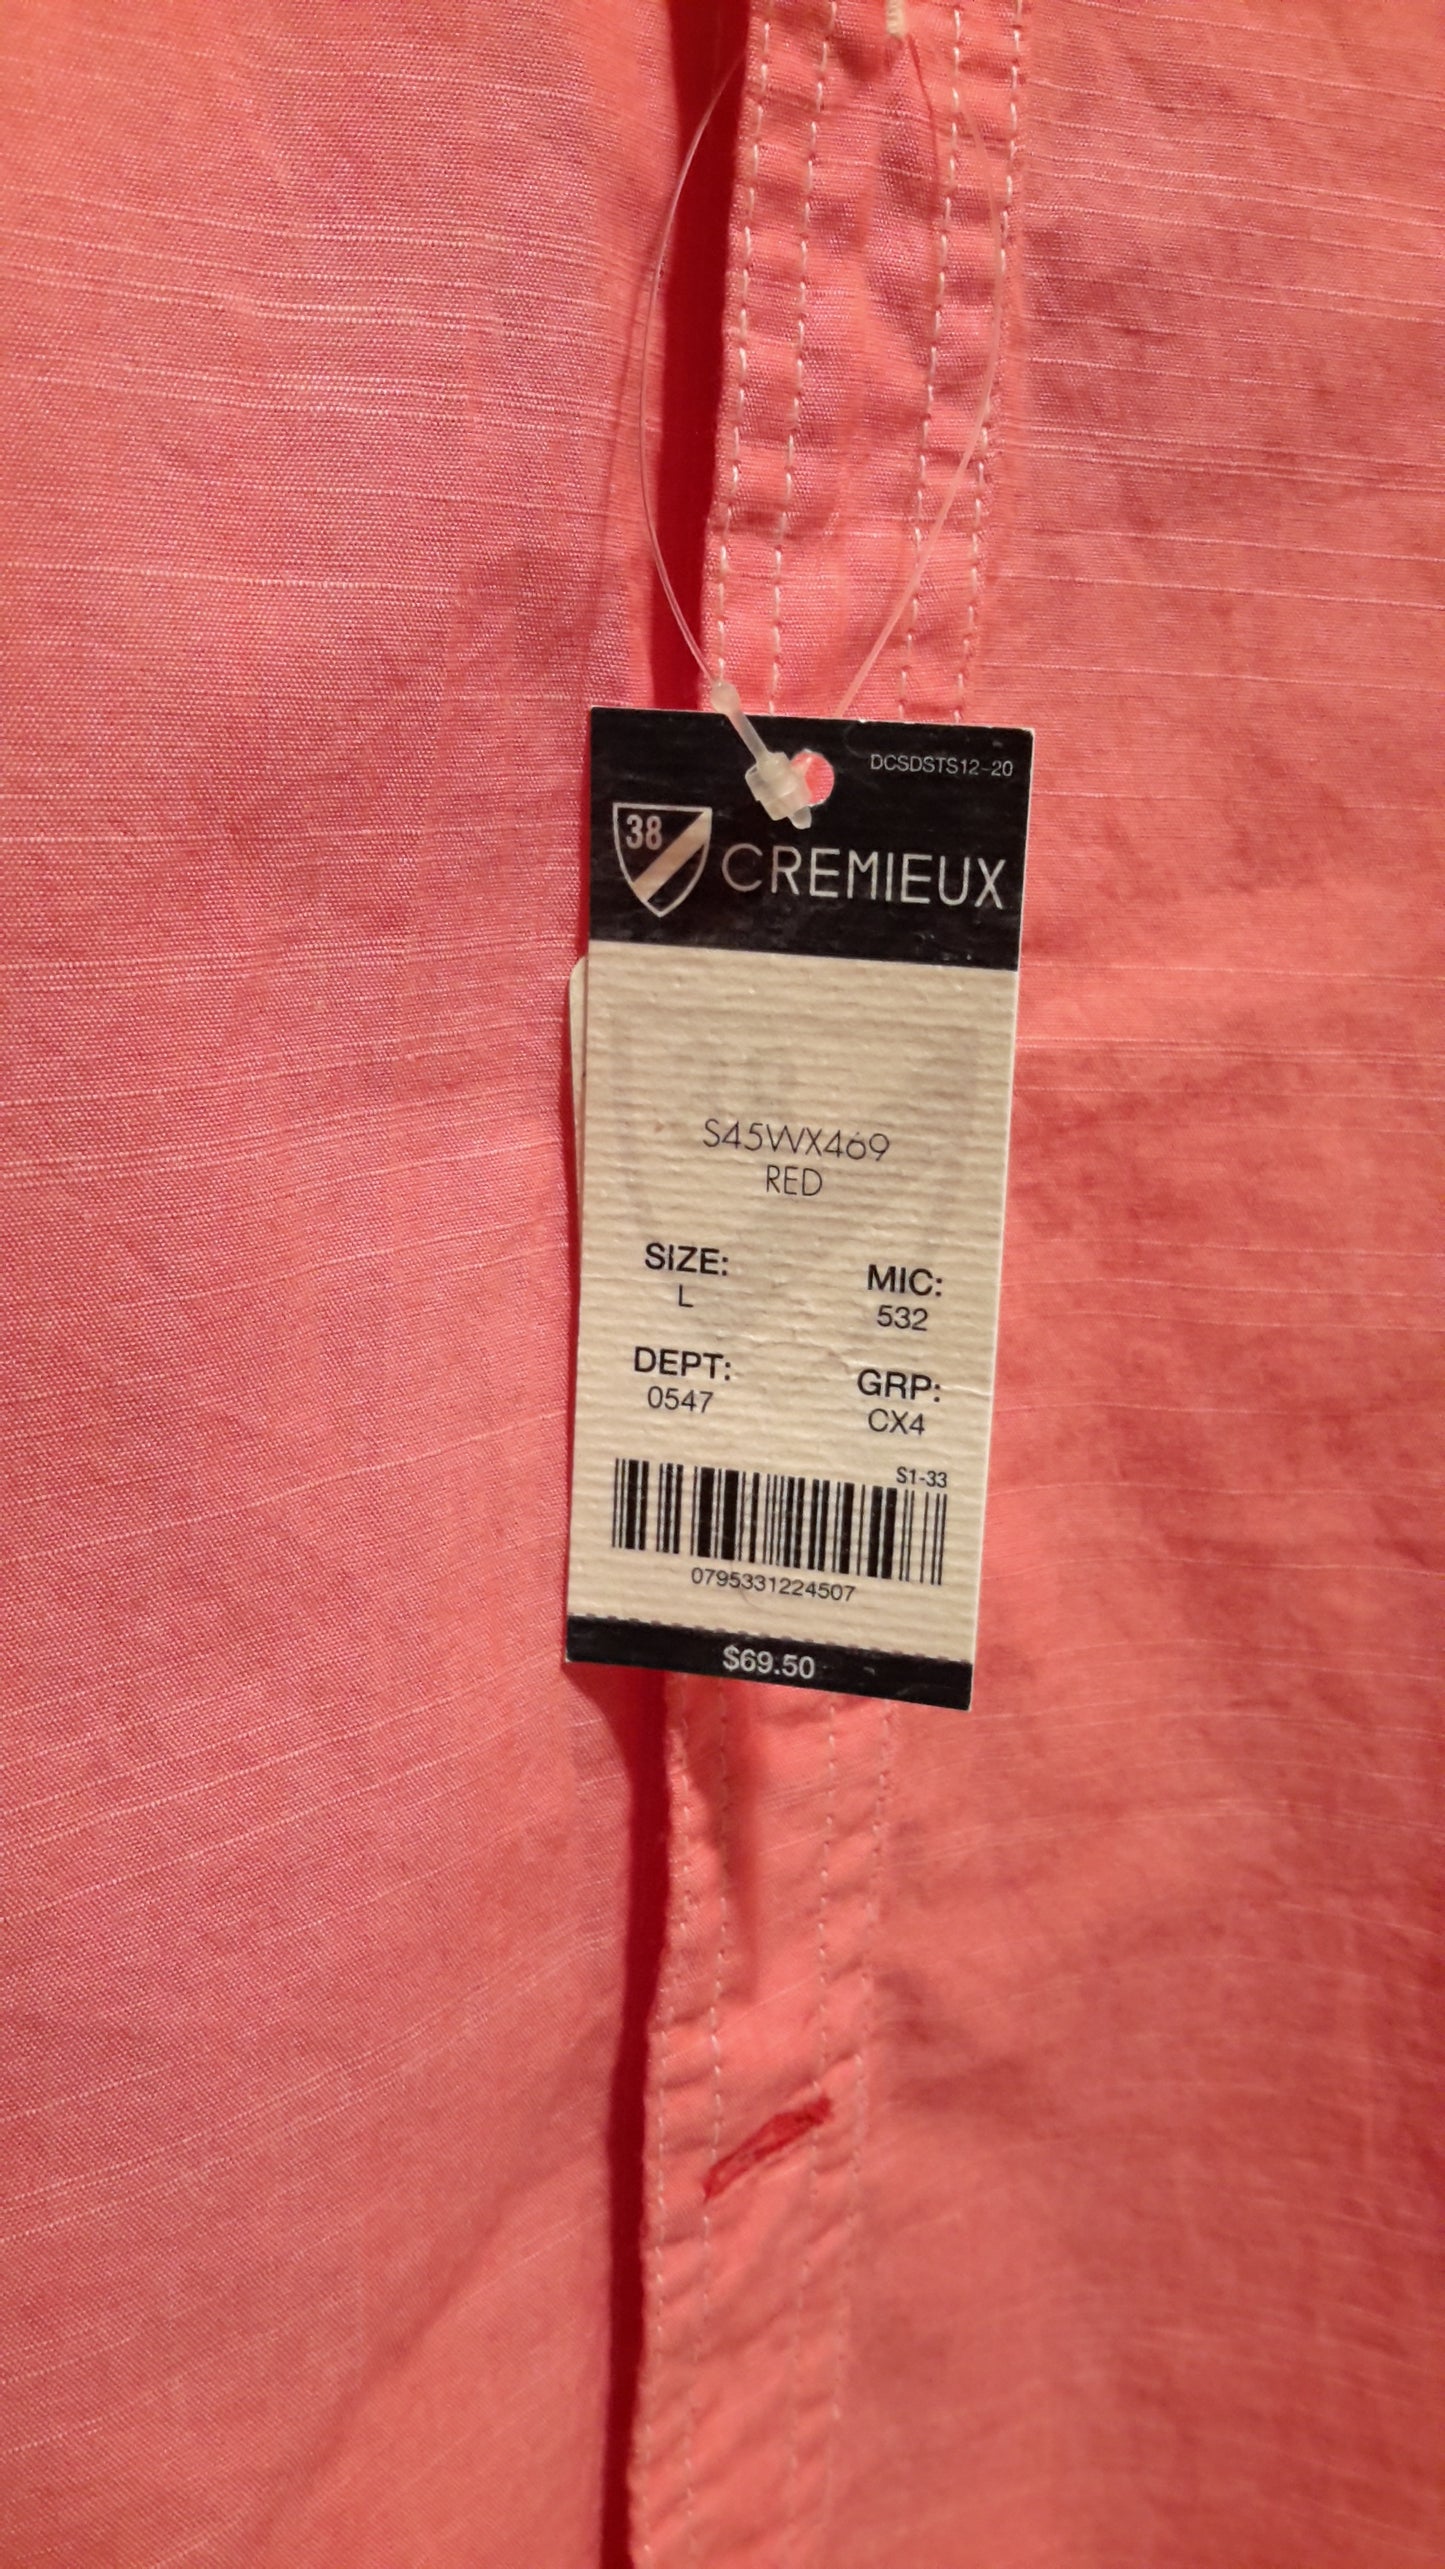 DCSDSTS12-20
38 CREMIEUX
S45WX469
RED
SIZE: MIC:
L 532
DEPT: GRP:
0547 CX4
S1-33
0795331224507
$69.50